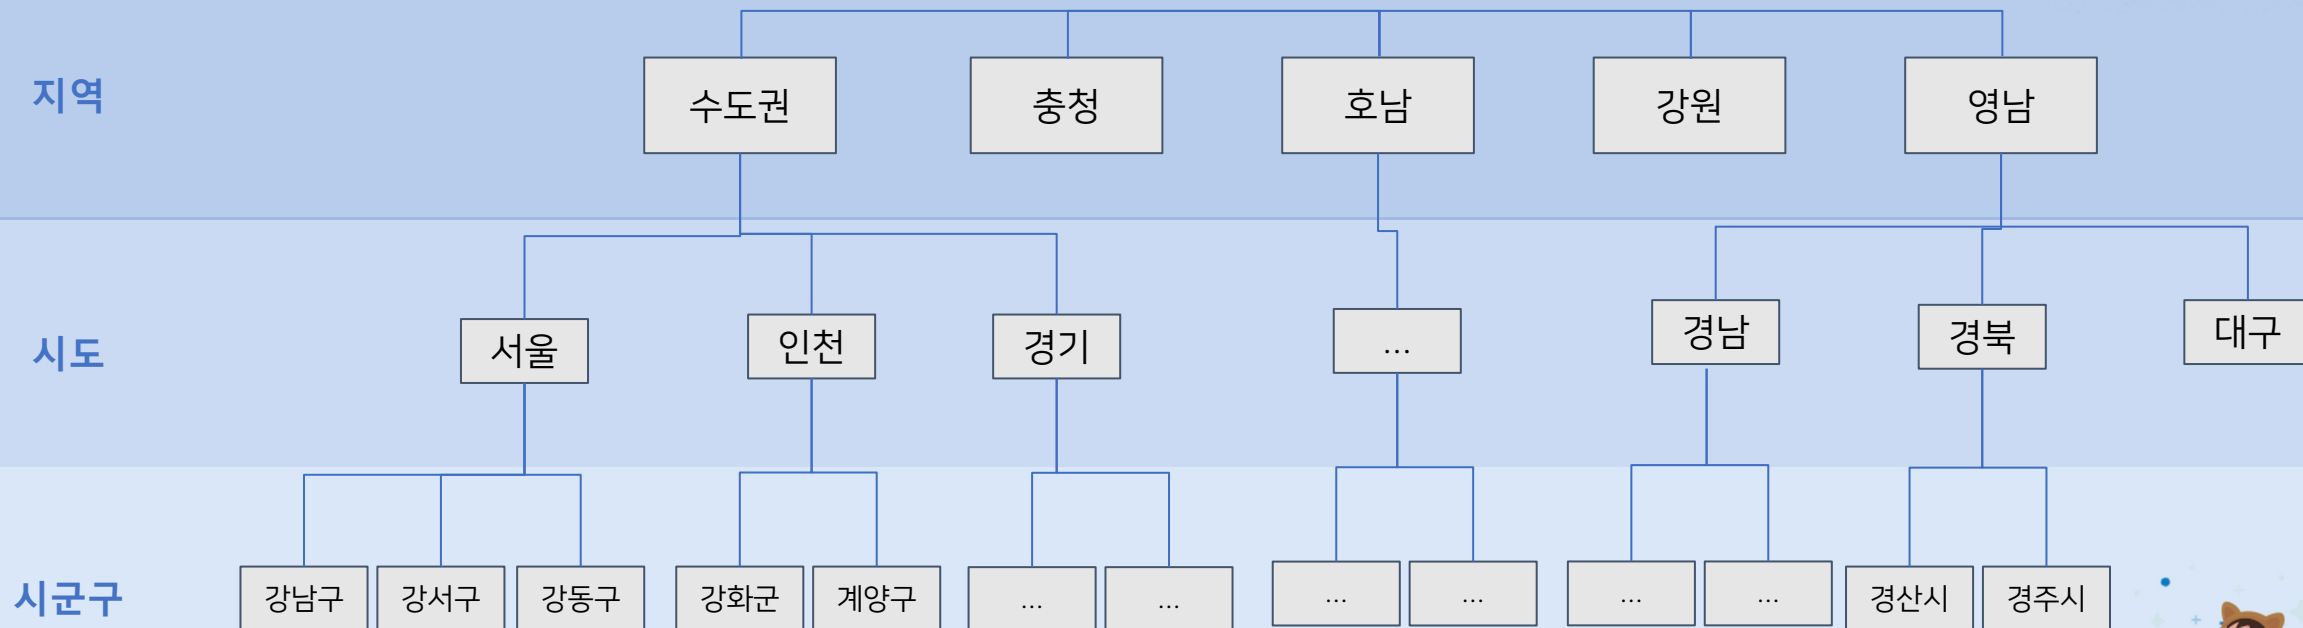 지역
수도권
충청
호남
강원
영남
시도
서울
인천
경기
...
경남
경북
대구
시군구
강남구
강서구
강동구
강화군
계양구
...
...
...
...
...
...
경산시
경주시